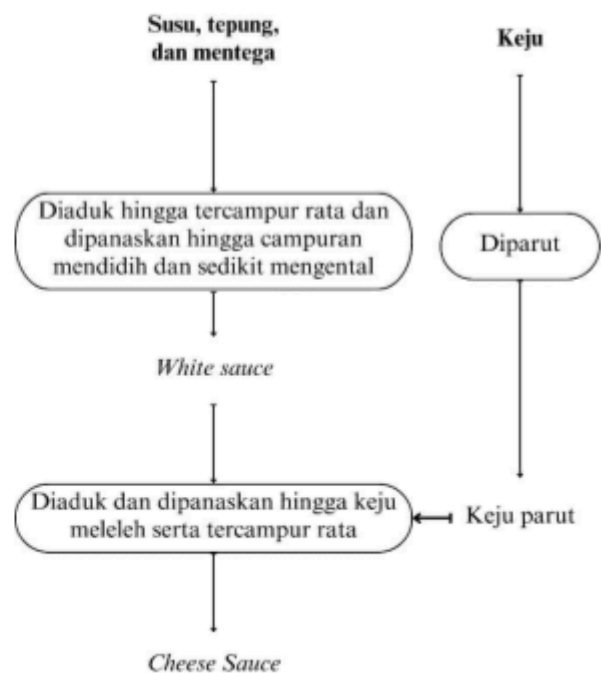 Susu, tepung,
dan mentega
Keju
Diaduk hingga tercampur rata dan
dipanaskan hingga campuran
mendidih dan sedikit mengental
Diparut
White sauce
Diaduk dan dipanaskan hingga keju
meleleh serta tercampur rata
Keju parut
Cheese Sauce